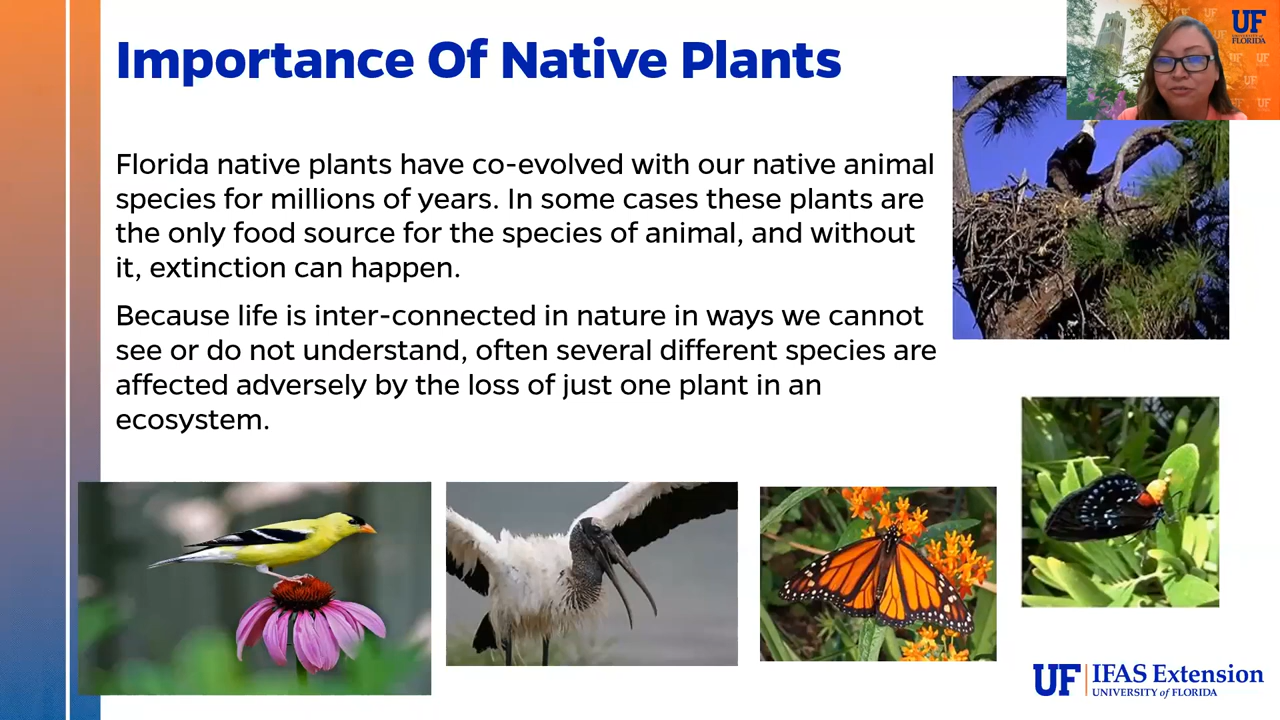 Importance Of Native Plants
UF
UNIVERSITY of
FLORIDA
Florida native plants have co-evolved with our native animal
species for millions of years. In some cases these plants are
the only food source for the species of animal, and without
it, extinction can happen.
Because life is inter-connected in nature in ways we cannot
see or do not understand, often several different species are
affected adversely by the loss of just one plant in an
ecosystem.
UF IFAS Extension
UNIVERSITY of FLORIDA